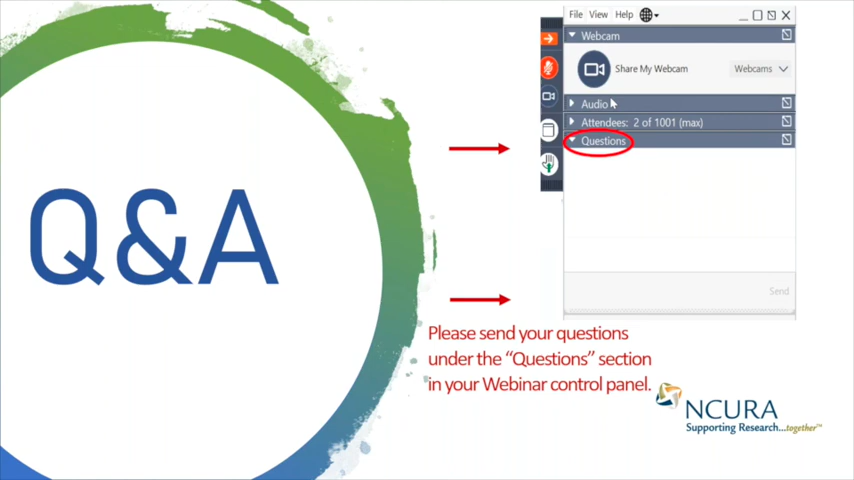 Q&A
File View Help
Webcam
Share My Webcam
Webcams
Audio
Attendees: 2 of 1001 (max)
Questions
Send
Please send your questions
under the “Questions” section
in your Webinar control panel.
NCURA
Supporting Research...together™